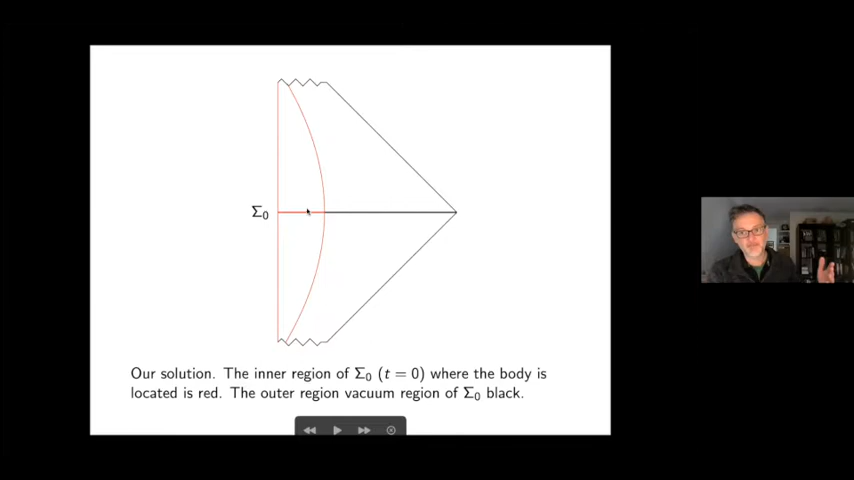 Σ₀
Our solution. The inner region of Σ₀ (t = 0) where the body is
located is red. The outer region vacuum region of Σ₀ black.